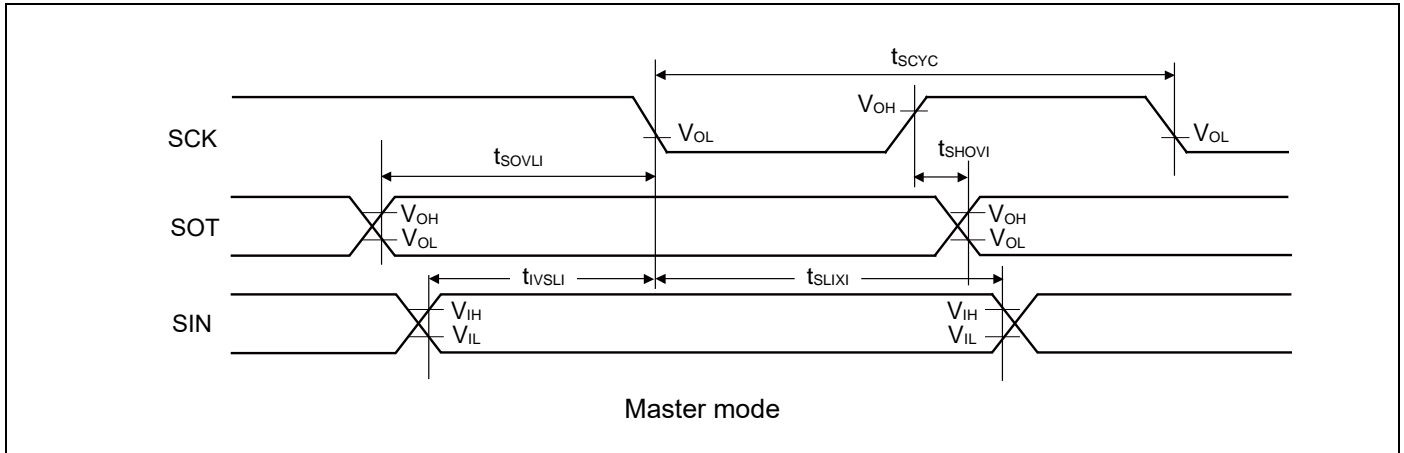 tSCYC
VOH
SCK
VOL
VOL
tSOVLI
tSHOVI
SOT
VOH
VOL
VOH
VOL
tIVSLI
tSLIXI
SIN
VIH
VIL
VIH
VIL
Master mode